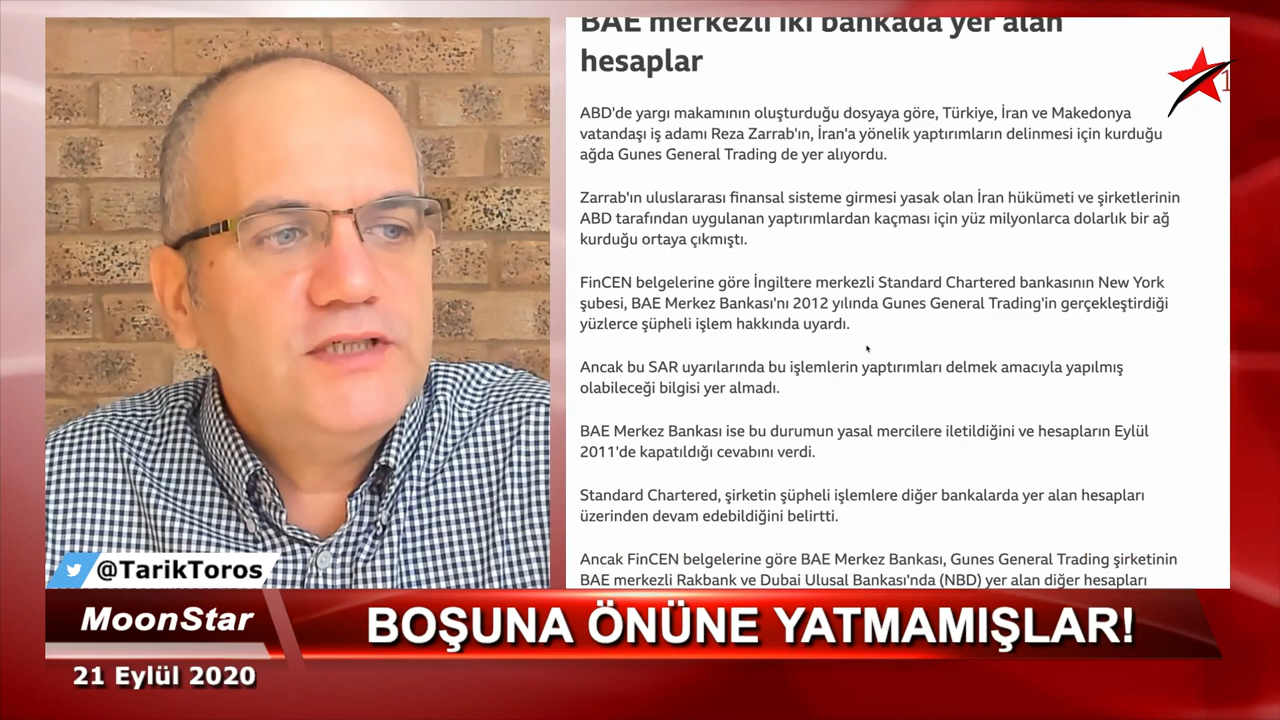 BAE merkezli iki bankada yer alan
hesaplar
ABD'de yargı makamının oluşturduğu dosyaya göre, Türkiye, İran ve Makedonya
vatandaşı iş adamı Reza Zarrab'ın, İran'a yönelik yaptırımların delinmesi için kurduğu
ağda Gunes General Trading de yer alıyordu.
Zarrab'ın uluslararası finansal sisteme girmesi yasak olan İran hükümeti ve şirketlerinin
ABD tarafından uygulanan yaptırımlardan kaçması için yüz milyonlarca dolarlık bir ağ
kurduğu ortaya çıkmıştı.
FinCEN belgelerine göre İngiltere merkezli Standard Chartered bankasının New York
şubesi, BAE Merkez Bankası'nı 2012 yılında Gunes General Trading'in gerçekleştirdiği
yüzlerce şüpheli işlem hakkında uyardı.
Ancak bu SAR uyarılarında bu işlemlerin yaptırımları delmek amacıyla yapılmış
olabileceği bilgisi yer almadı.
BAE Merkez Bankası ise bu durumun yasal mercilere iletildiğini ve hesapların Eylül
2011'de kapatıldığı cevabını verdi.
Standard Chartered, şirketin şüpheli işlemlere diğer bankalarda yer alan hesapları
üzerinden devam edebildiğini belirtti.
Ancak FinCEN belgelerine göre BAE Merkez Bankası, Gunes General Trading şirketinin
BAE merkezli Rakbank ve Dubai Ulusal Bankası'nda (NBD) yer alan diğer hesapları
1
@TarikToros
MoonStar
BOŞUNA ÖNÜNE YATMAMIŞLAR!
21 Eylül 2020